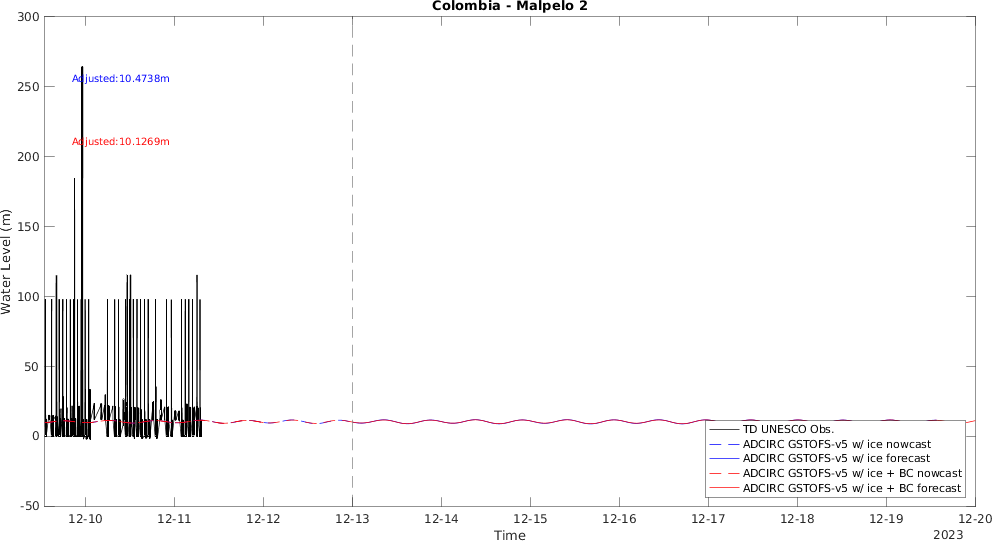 Colombia - Malpelo 2
300
250
200
150
100
50
0
-50
Water Level (m)
Adjusted:10.4738m
Adjusted:10.1269m
TD UNESCO Obs.
ADCIRC GSTOFS-v5 w/ ice nowcast
ADCIRC GSTOFS-v5 w/ ice forecast
ADCIRC GSTOFS-v5 w/ ice + BC nowcast
ADCIRC GSTOFS-v5 w/ ice + BC forecast
12-10 12-11 12-12 12-13 12-14 12-15 12-16 12-17 12-18 12-19 12-20
Time
2023